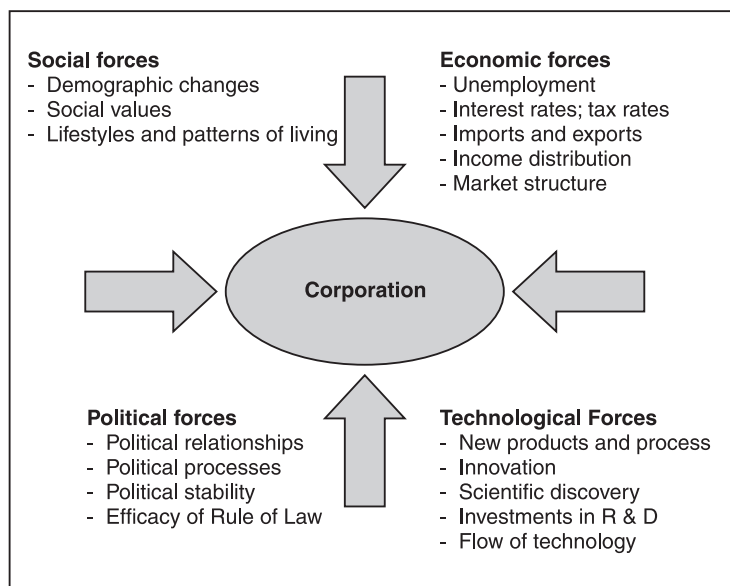 Social forces
- Demographic changes
- Social values
- Lifestyles and patterns of living
Economic forces
- Unemployment
- Interest rates; tax rates
- Imports and exports
- Income distribution
- Market structure
Corporation
Political forces
- Political relationships
- Political processes
- Political stability
- Efficacy of Rule of Law
Technological Forces
- New products and process
- Innovation
- Scientific discovery
- Investments in R & D
- Flow of technology